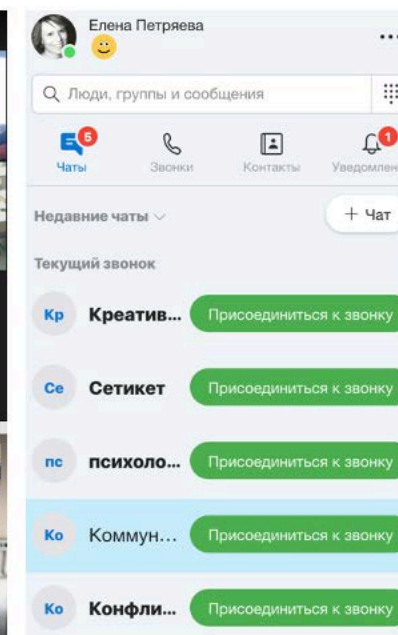 Елена Петряева
Люди, группы и сообщения
5
1
Чаты
Звонки
Контакты
Уведомлен
Недавние чаты
+ Чат
Текущий звонок
Кр Креатив... Присоединиться к звонку
Се Сетикет Присоединиться к звонку
пс психоло... Присоединиться к звонку
Ко Коммун... Присоединиться к звонку
Ко Конфли... Присоединиться к звонку